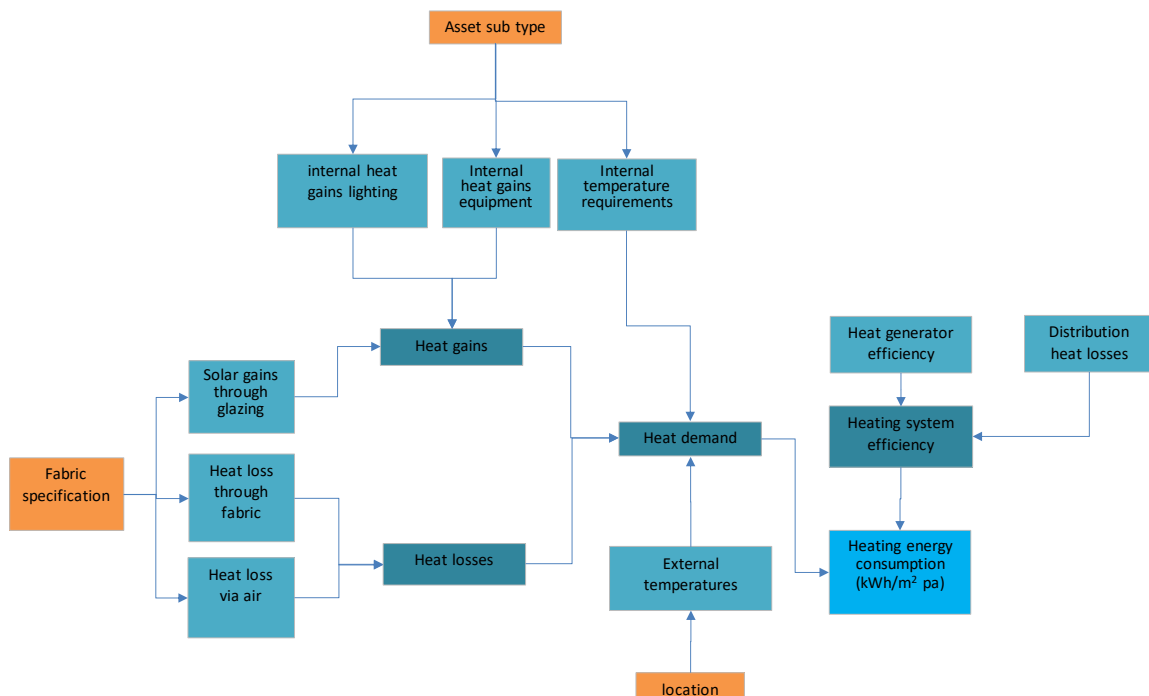 Asset sub type
internal heat
gains lighting
Internal
heat gains
equipment
Internal
temperature
requirements
Heat gains
Heat generator
efficiency
Distribution
heat losses
Solar gains
through
glazing
Heat demand
Heating system
efficiency
Fabric
specification
Heat loss
through
fabric
Heat losses
Heat loss
via air
External
temperatures
Heating energy
consumption
(kWh/m² pa)
location